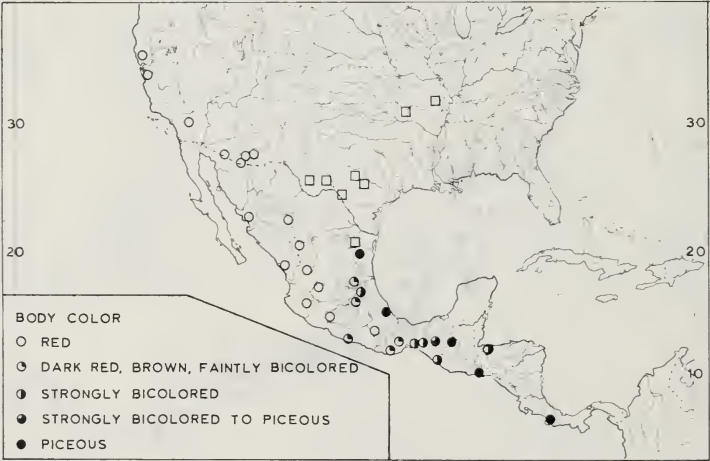 30 30
20 20
10
BODY COLOR
RED
DARK RED, BROWN, FAINTLY BICOLORED
STRONGLY BICOLORED
STRONGLY BICOLORED TO PICEOUS
PICEOUS